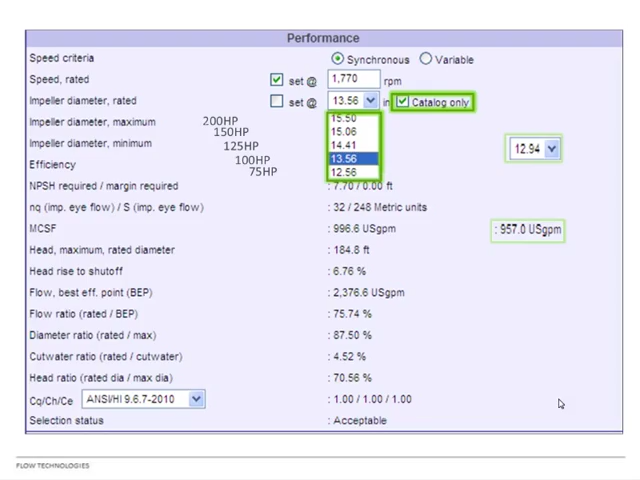 Performance
Speed criteria Synchronous Variable
Speed, rated set @ 1,770 rpm
Impeller diameter, rated set @ 13.56 in Catalog only
Impeller diameter, maximum 200HP 15.50
150HP 15.06
Impeller diameter, minimum 125HP 14.41 12.94
Efficiency 100HP 13.56
75HP 12.56
NPSH required / margin required : 7.70 / 0.00 ft
nq (imp. eye flow) / S (imp. eye flow) : 32 / 248 Metric units
MCSF : 996.6 USgpm : 957.0 USgpm
Head, maximum, rated diameter : 184.8 ft
Head rise to shutoff : 6.76 %
Flow, best eff. point (BEP) : 2,376.6 USgpm
Flow ratio (rated / BEP) : 75.74 %
Diameter ratio (rated / max) : 87.50 %
Cutwater ratio (rated / cutwater) : 4.52 %
Head ratio (rated dia / max dia) : 70.56 %
Cq/Ch/Ce ANSI/HI 9.6.7-2010 : 1.00 / 1.00 / 1.00
Selection status : Acceptable
FLOW TECHNOLOGIES